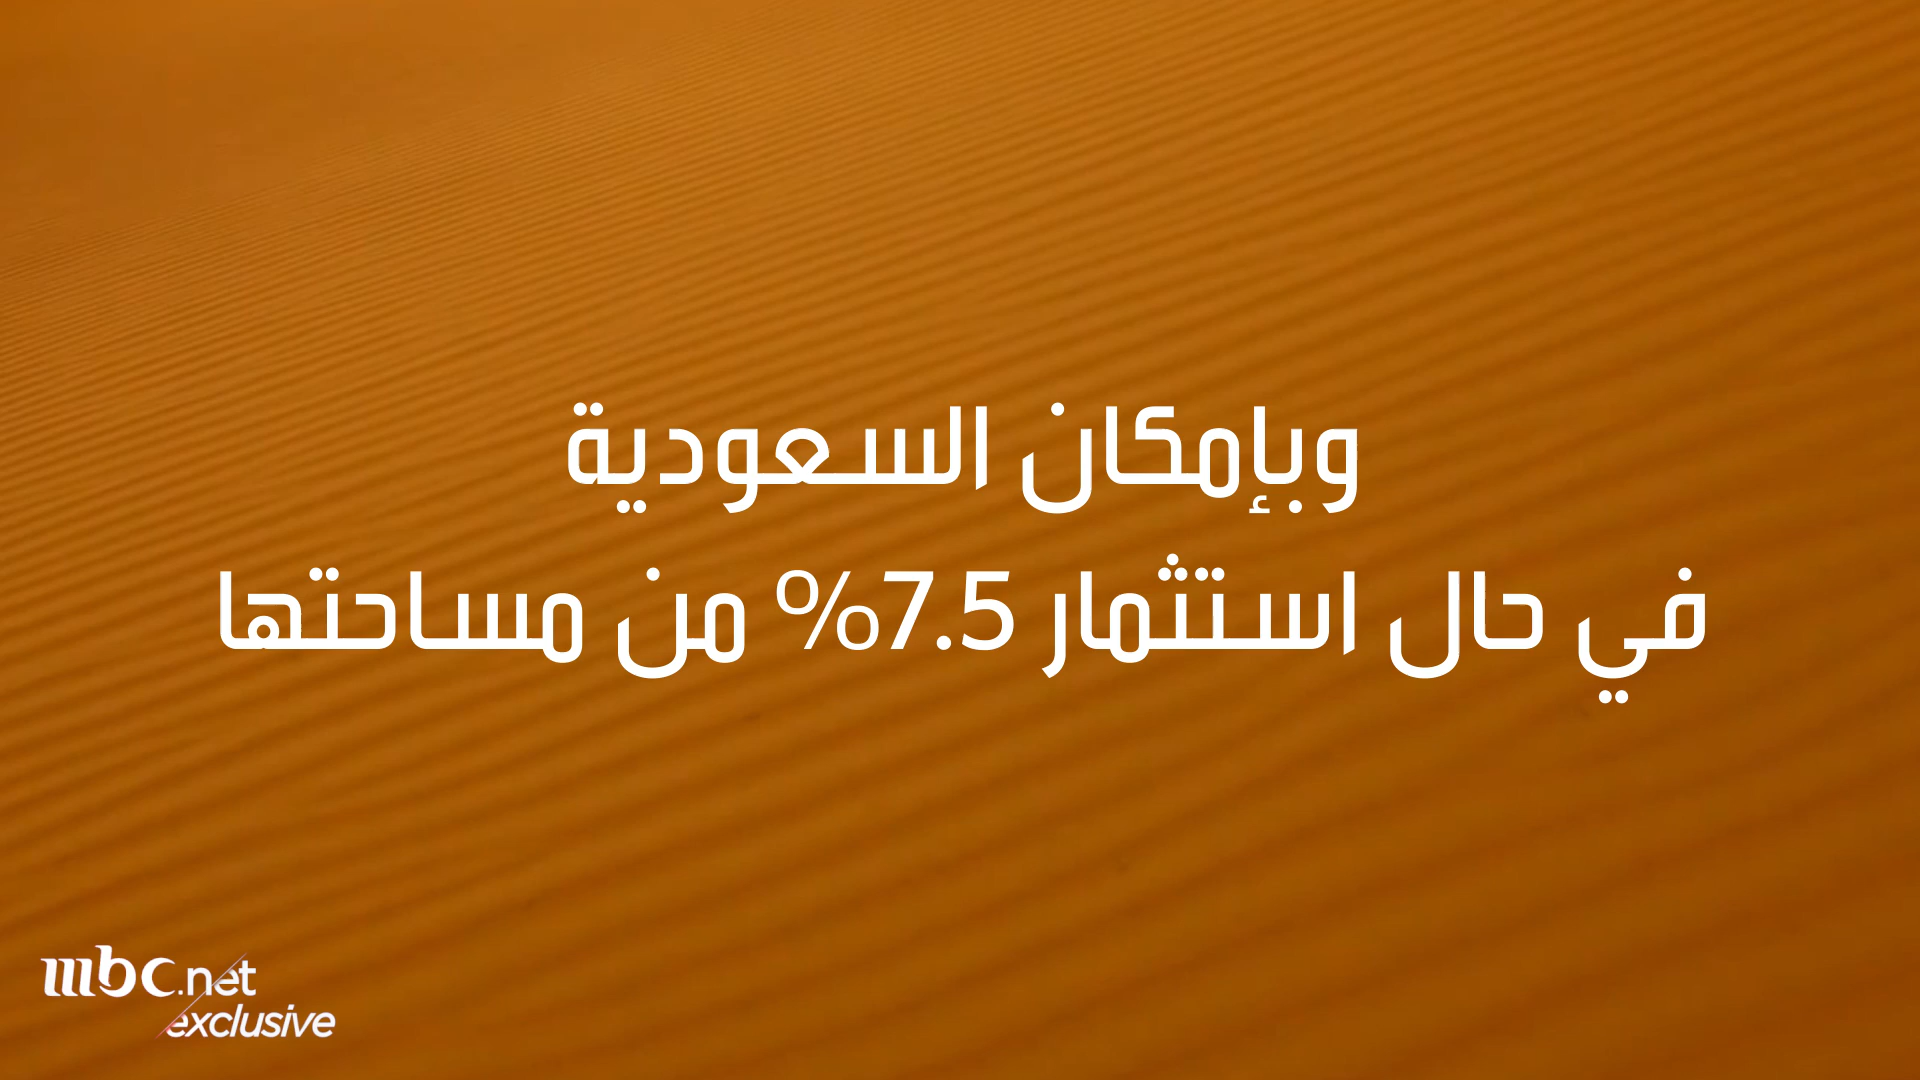 وبإمكان السعودية
في حال استثمار 7.5% من مساحتها
mbc.net
exclusive